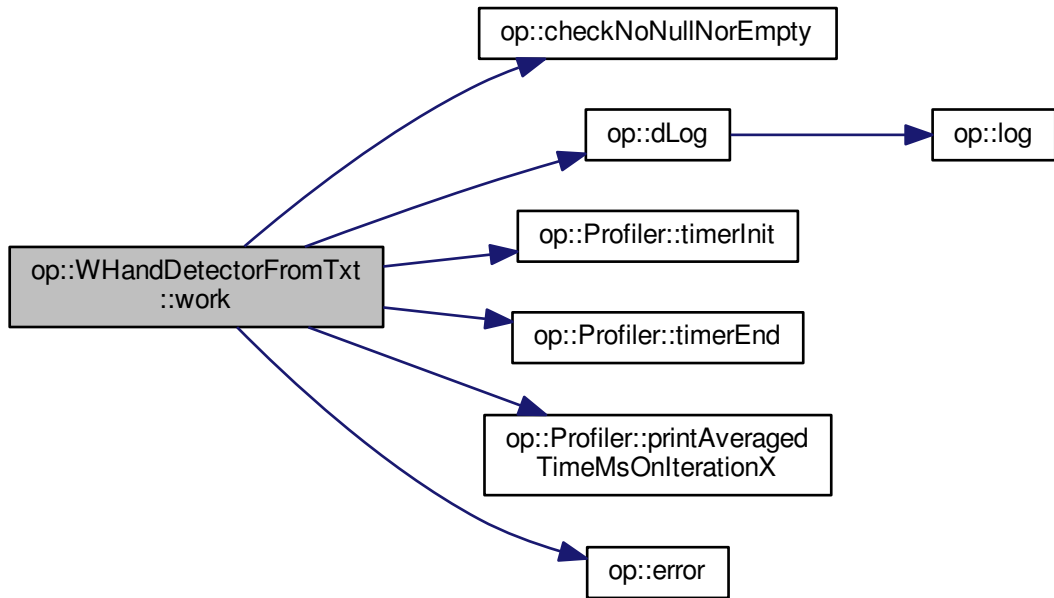 op::checkNoNullNorEmpty
op::dLog
op::log
op::Profiler::timerInit
op::WHandDetectorFromTxt
::work
op::Profiler::timerEnd
op::Profiler::printAveraged
TimeMsOnIterationX
op::error